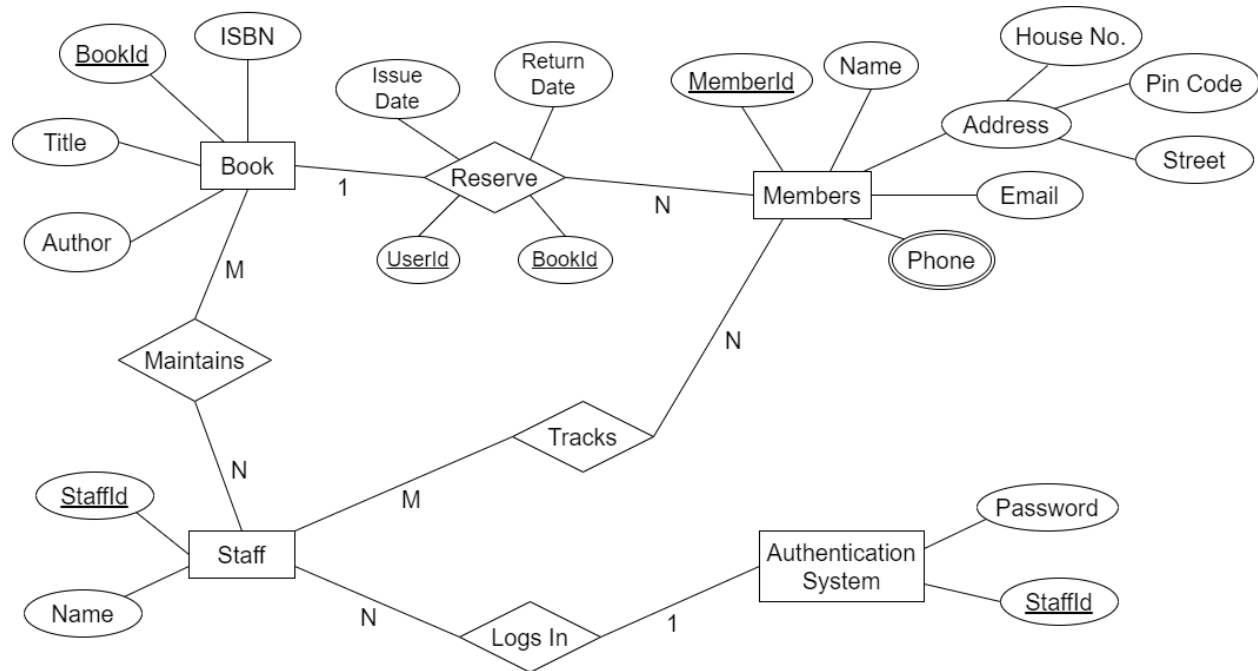 ISBN
BookId
House No.
Issue
Date
Return
Date
MemberId
Name
Pin Code
Title
Address
Book
Street
1
Reserve
Members
N
Email
Author
UserId
BookId
Phone
M
Maintains
N
Tracks
N
M
StaffId
Password
Staff
Authentication
System
Name
N
1
StaffId
Logs In